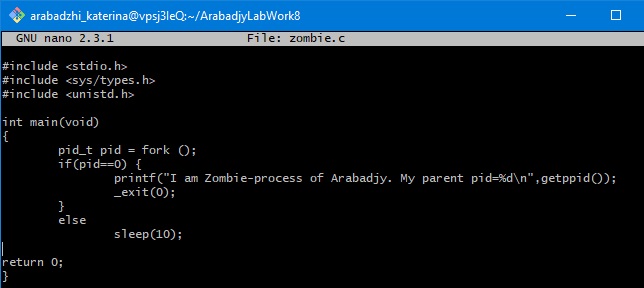 arabadzhi_katerina@vpsj3leQ:~/ArabadjyLabWork8
GNU nano 2.3.1 File: zombie.c
#include <stdio.h>
#include <sys/types.h>
#include <unistd.h>
int main(void)
{
pid_t pid = fork ();
if(pid==0) {
printf("I am Zombie-process of Arabadjy. My parent pid=%d\n",getppid());
_exit(0);
}
else
sleep(10);
return 0;
}